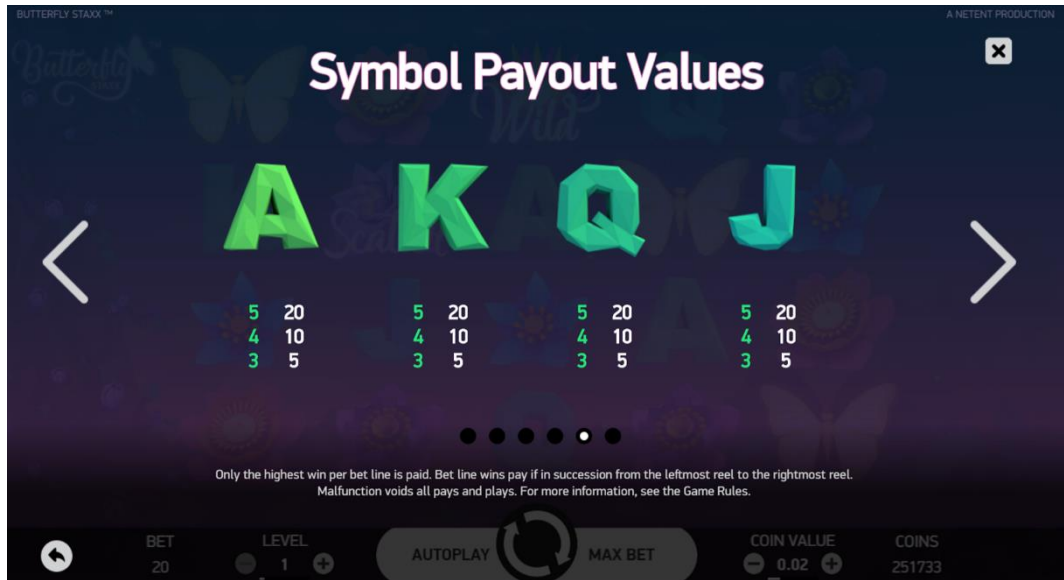 BUTTERFLY STAXX ™
A NETENT PRODUCTION
Symbol Payout Values
Butterfly
Wild
Q
Scatter
A
J
A
Q
A K Q J
5 20 5 20 5 20 5 20
4 10 4 10 4 10 4 10
3 5 3 5 3 5 3 5
Only the highest win per bet line is paid. Bet line wins pay if in succession from the leftmost reel to the rightmost reel.
Malfunction voids all pays and plays. For more information, see the Game Rules.
BET LEVEL COIN VALUE COINS
AUTOPLAY MAX BET
20 1 0.02 251733